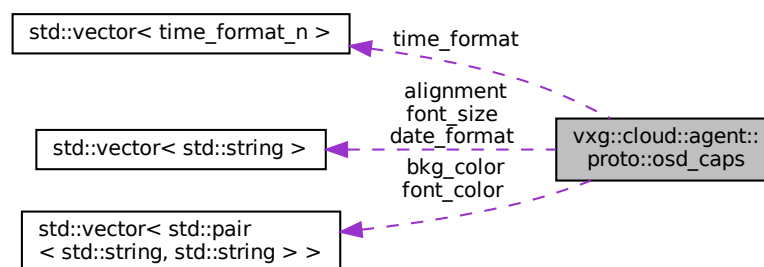 std::vector< time_format_n >
time_format
alignment
font_size
date_format
std::vector< std::string >
vxg::cloud::agent::
proto::osd_caps
bkg_color
font_color
std::vector< std::pair
< std::string, std::string > >